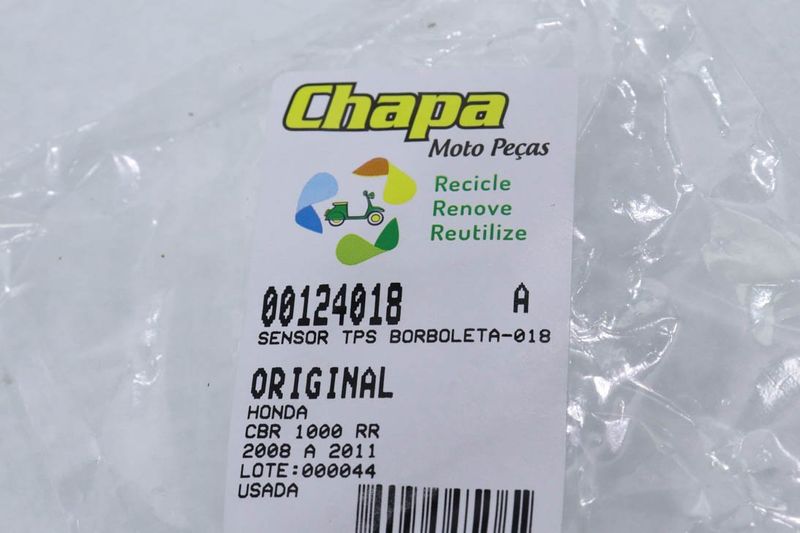 Chapa
Moto Peças
Recicle
Renove
Reutilize
00124018 A
SENSOR TPS BORBOLETA-018
ORIGINAL
HONDA
CBR 1000 RR
2008 A 2011
LOTE:000044
USADA